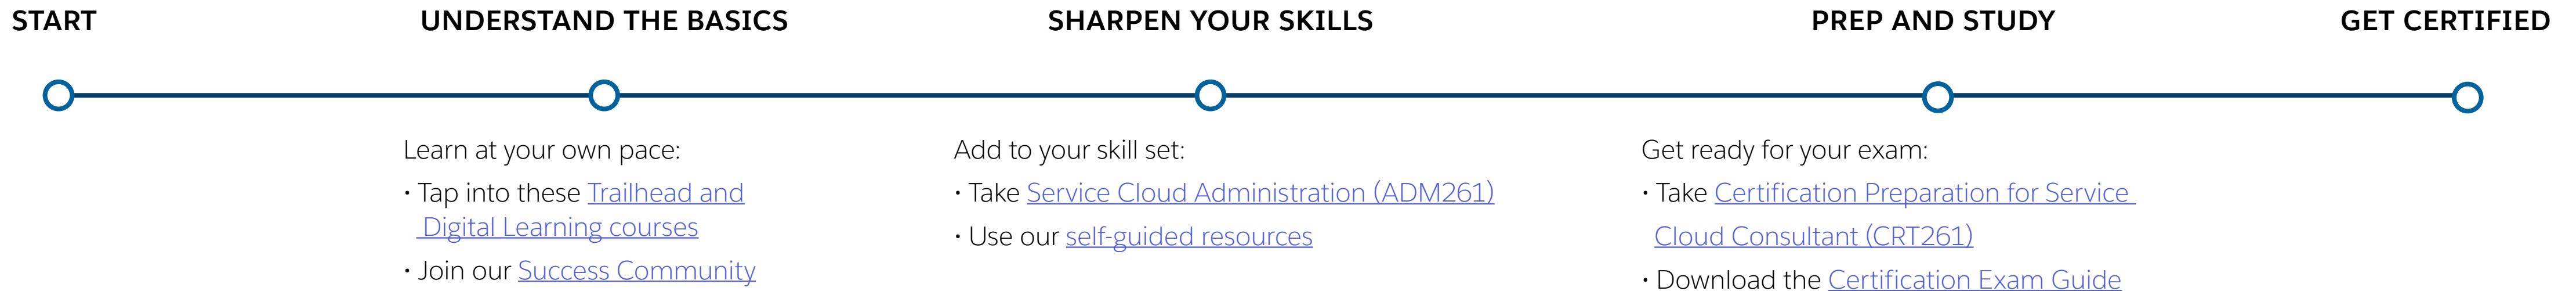 START
UNDERSTAND THE BASICS
SHARPEN YOUR SKILLS
PREP AND STUDY
GET CERTIFIED
Learn at your own pace:
• Tap into these Trailhead and
Digital Learning courses
• Join our Success Community
Add to your skill set:
• Take Service Cloud Administration (ADM261)
• Use our self-guided resources
Get ready for your exam:
• Take Certification Preparation for Service
Cloud Consultant (CRT261)
• Download the Certification Exam Guide